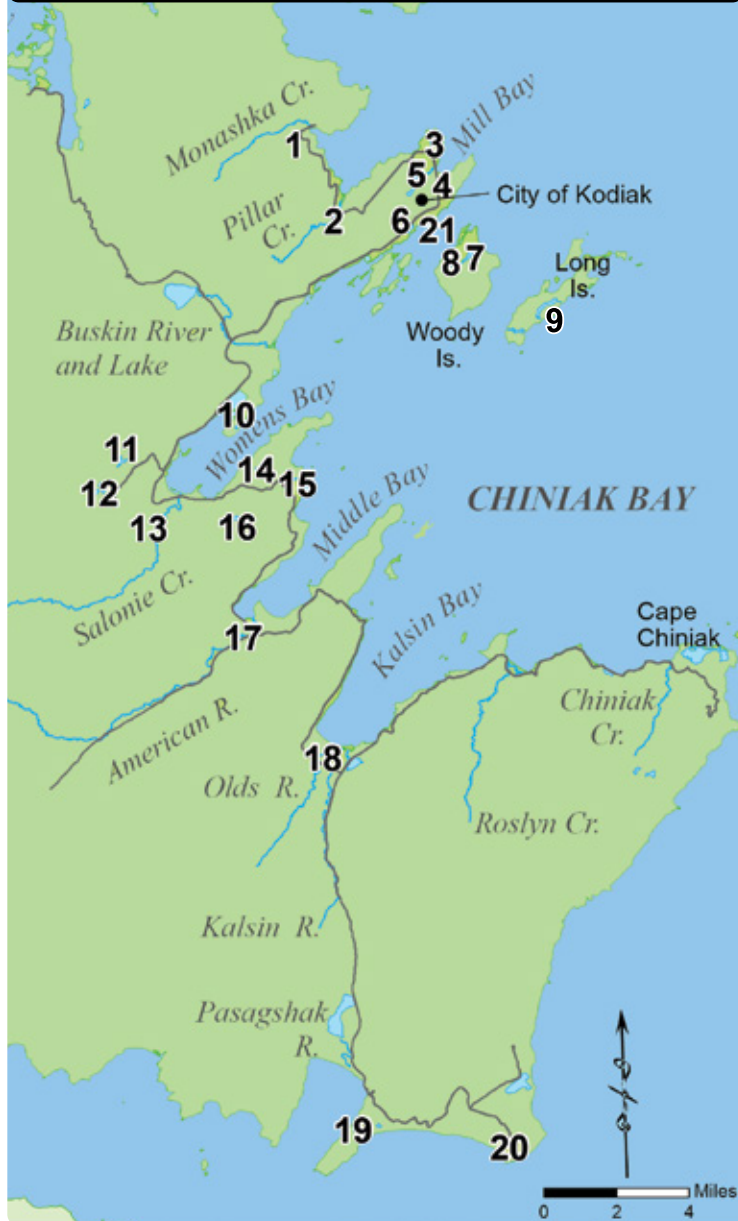 Monashka Cr.
1
3
Mill Bay
5
4
City of Kodiak
Pillar
Cr.
2
6
21
8
7
Long
Is.
9
Woody
Is.
Buskin River
and Lake
10
Womens Bay
11
12
14
15
13
16
Middle Bay
CHINIAK BAY
Salonie Cr.
Kalsin Bay
Cape
Chiniak
17
American R.
Chiniak
Cr.
18
Olds R.
Roslyn Cr.
Kalsin R.
Pasagshak
R.
19
20
Miles
0 2 4